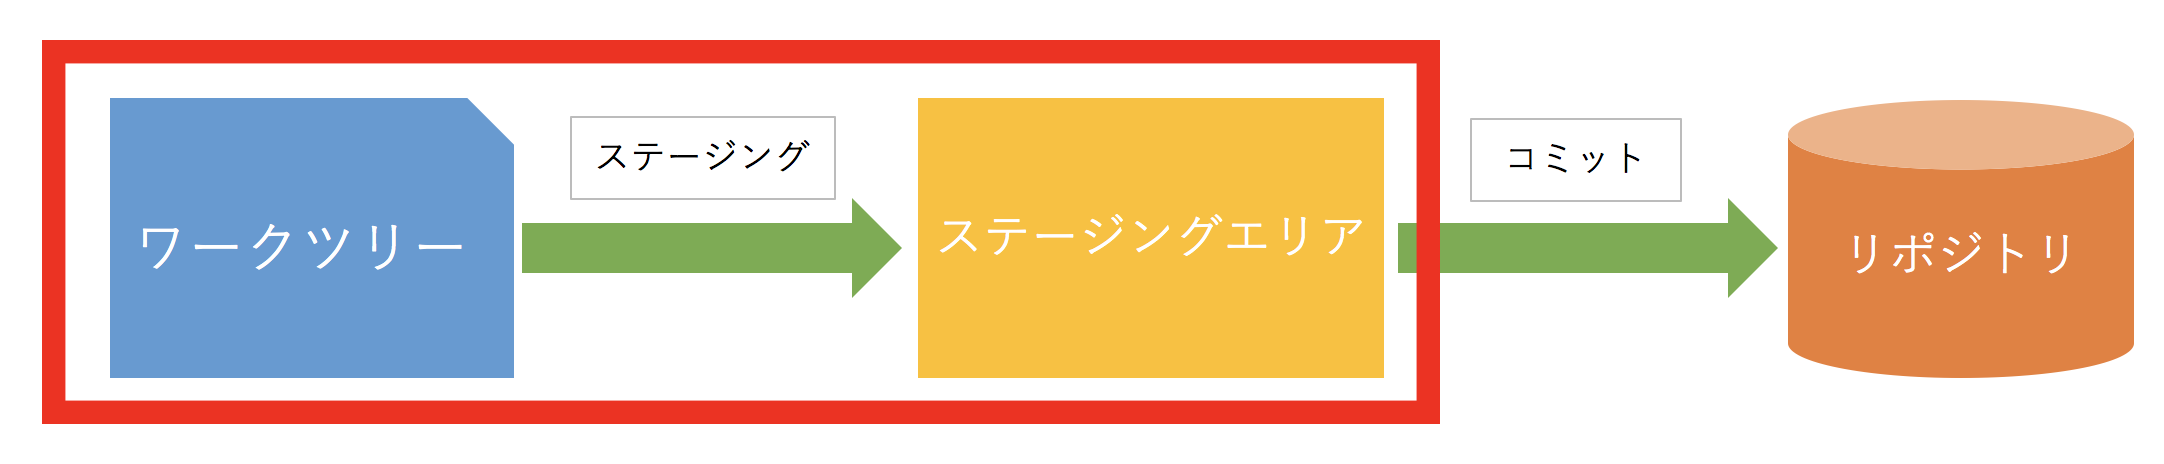 ワークツリー
ステージング
ステージングエリア
コミット
リポジトリ